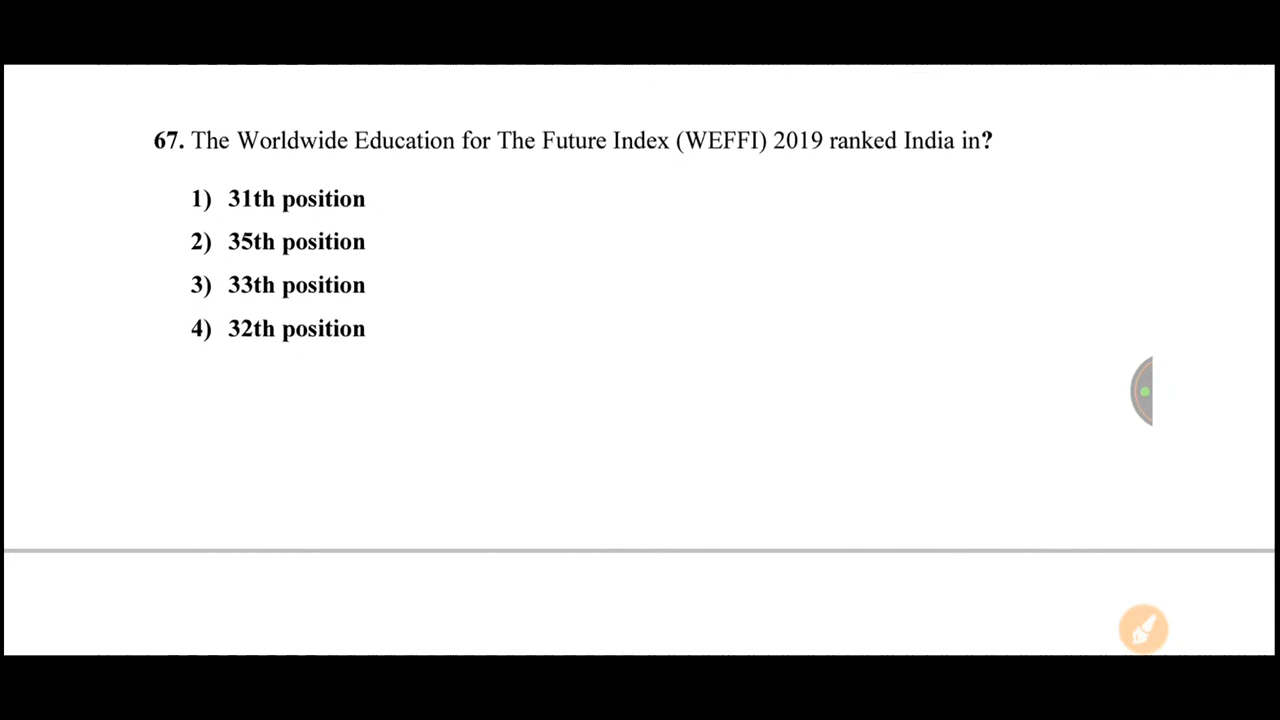 67. The Worldwide Education for The Future Index (WEFFI) 2019 ranked India in?
1) 31th position
2) 35th position
3) 33th position
4) 32th position